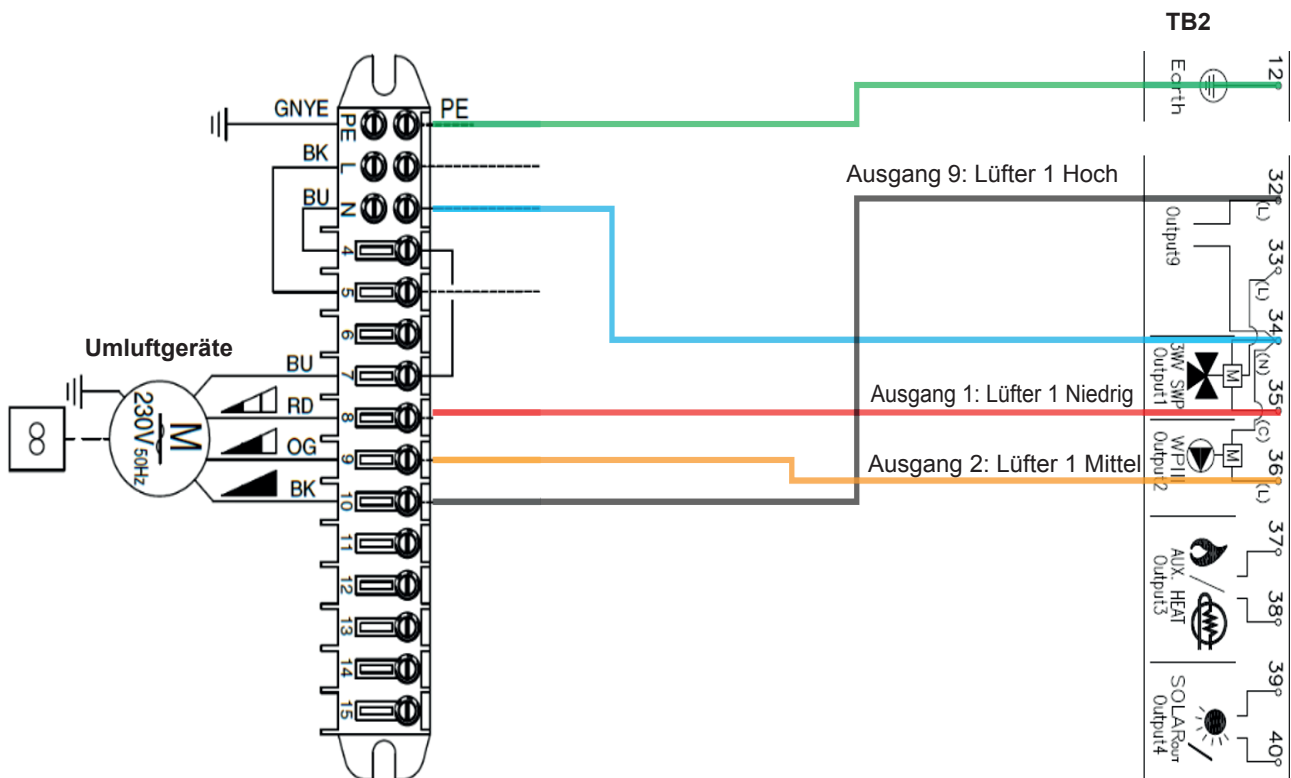 TB2
GNYE
PE
PE
BK
L
BU
N
4
5
6
Umluftgeräte
BU
7
RD
8
OG
9
BK
10
11
12
13
14
15
M
230V 50Hz
8
Ausgang 9: Lüfter 1 Hoch
Ausgang 1: Lüfter 1 Niedrig
Ausgang 2: Lüfter 1 Mittel
12
Earth
32
(L)
Output9
33
(L)
34
(N)
3WV SWP
Output1
M
35
(C)
WPIII
Output2
M
36
(L)
37
AUX. HEAT
Output3
38
39
SOLAR OUT /
Output4
40